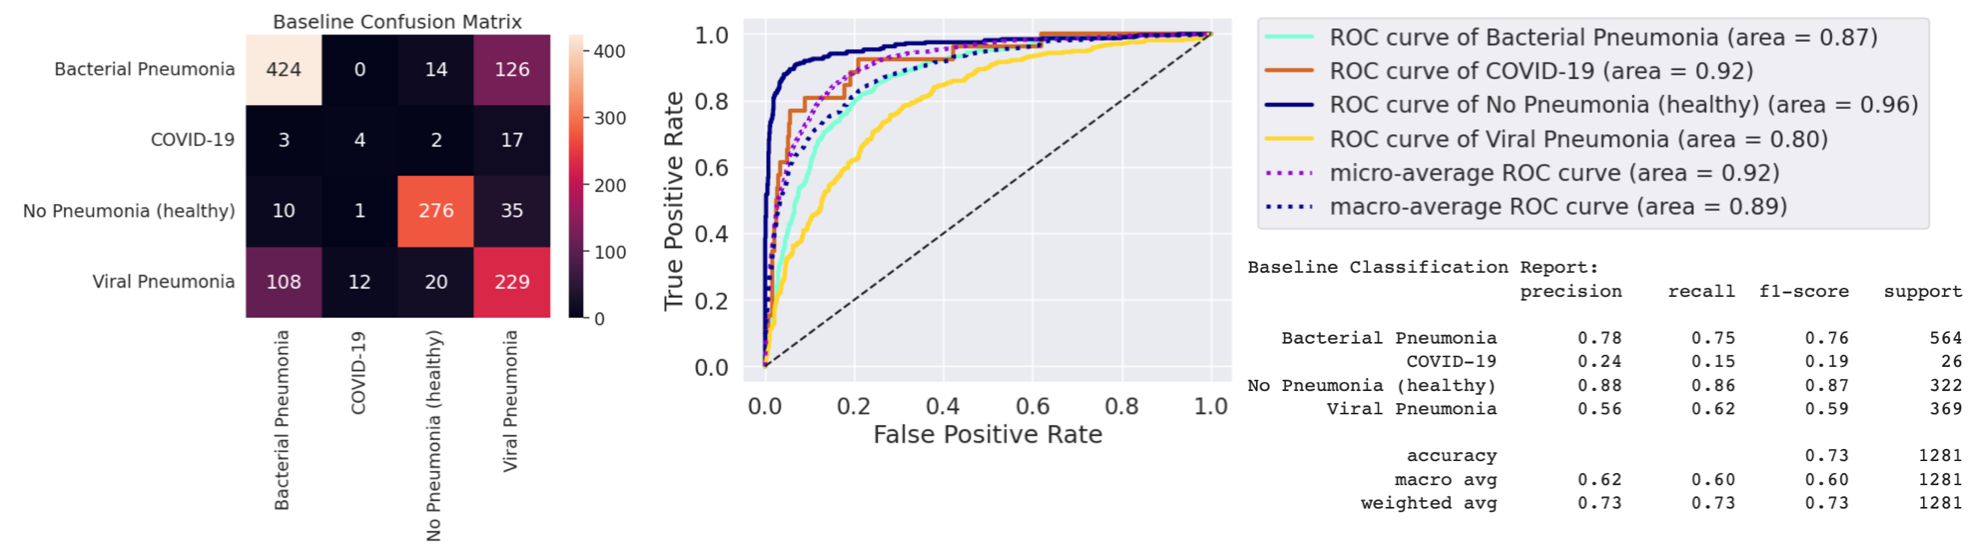 Baseline Confusion Matrix
Bacterial Pneumonia 424 0 14 126
COVID-19 3 4 2 17
No Pneumonia (healthy) 10 1 276 35
Viral Pneumonia 108 12 20 229
Bacterial Pneumonia
COVID-19
No Pneumonia (healthy)
Viral Pneumonia
400
300
200
100
0
True Positive Rate
1.0
0.8
0.6
0.4
0.2
0.0
0.0 0.2 0.4 0.6 0.8 1.0
False Positive Rate
ROC curve of Bacterial Pneumonia (area = 0.87)
ROC curve of COVID-19 (area = 0.92)
ROC curve of No Pneumonia (healthy) (area = 0.96)
ROC curve of Viral Pneumonia (area = 0.80)
micro-average ROC curve (area = 0.92)
macro-average ROC curve (area = 0.89)
Baseline Classification Report:
precision recall f1-score support
Bacterial Pneumonia 0.78 0.75 0.76 564
COVID-19 0.24 0.15 0.19 26
No Pneumonia (healthy) 0.88 0.86 0.87 322
Viral Pneumonia 0.56 0.62 0.59 369
accuracy 0.73 1281
macro avg 0.62 0.60 0.60 1281
weighted avg 0.73 0.73 0.73 1281